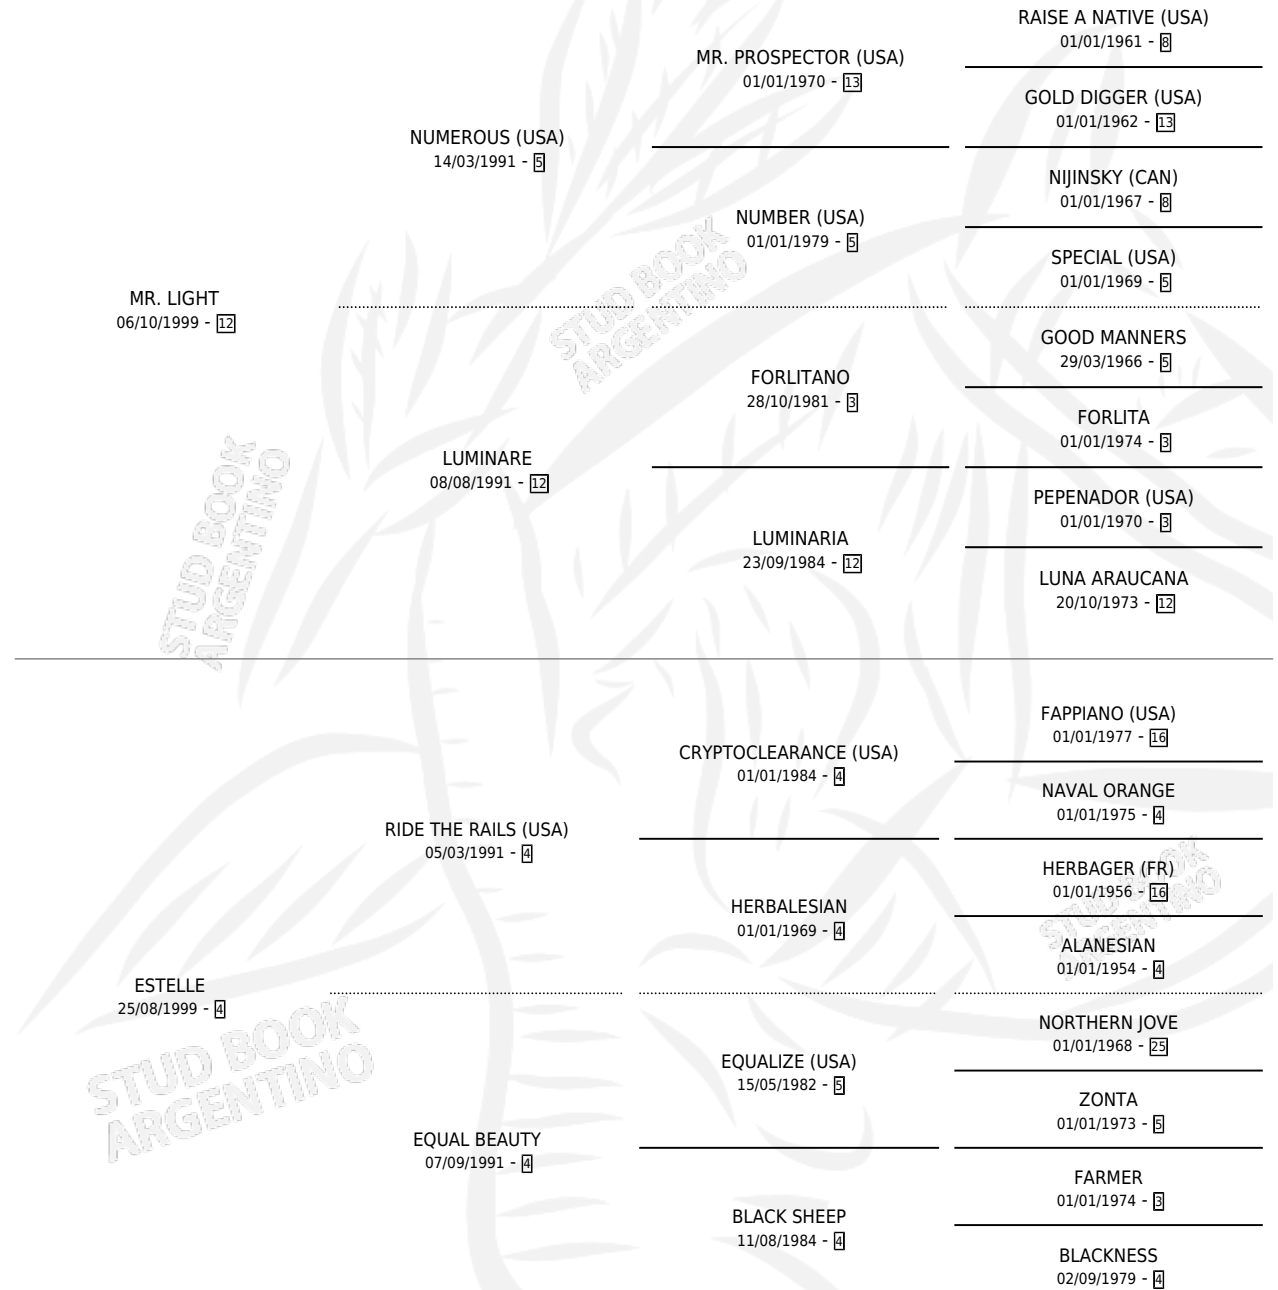 RAISE A NATIVE (USA)
01/01/1961 - 8
MR. PROSPECTOR (USA)
01/01/1970 - 13
GOLD DIGGER (USA)
01/01/1962 - 13
NUMEROUS (USA)
14/03/1991 - 5
NIJINSKY (CAN)
01/01/1967 - 8
NUMBER (USA)
01/01/1979 - 5
SPECIAL (USA)
01/01/1969 - 5
MR. LIGHT
06/10/1999 - 12
STUD BOOK
ARGENTINO
GOOD MANNERS
29/03/1966 - 5
FORLITANO
28/10/1981 - 3
FORLITA
01/01/1974 - 3
LUMINARE
08/08/1991 - 12
PEPENADOR (USA)
01/01/1970 - 3
LUMINARIA
23/09/1984 - 12
LUNA ARAUCANA
20/10/1973 - 12
STUD BOOK
ARGENTINO
FAPPIANO (USA)
01/01/1977 - 16
CRYPTOCLEARANCE (USA)
01/01/1984 - 4
NAVAL ORANGE
01/01/1975 - 4
RIDE THE RAILS (USA)
05/03/1991 - 4
HERBAGER (FR)
01/01/1956 - 16
HERBALESIAN
01/01/1969 - 4
STUD BOOK
ARGENTINO
ALANESIAN
01/01/1954 - 4
ESTELLE
25/08/1999 - 4
STUD BOOK
ARGENTINO
NORTHERN JOVE
01/01/1968 - 25
EQUALIZE (USA)
15/05/1982 - 5
ZONTA
01/01/1973 - 5
EQUAL BEAUTY
07/09/1991 - 4
FARMER
01/01/1974 - 3
BLACK SHEEP
11/08/1984 - 4
BLACKNESS
02/09/1979 - 4